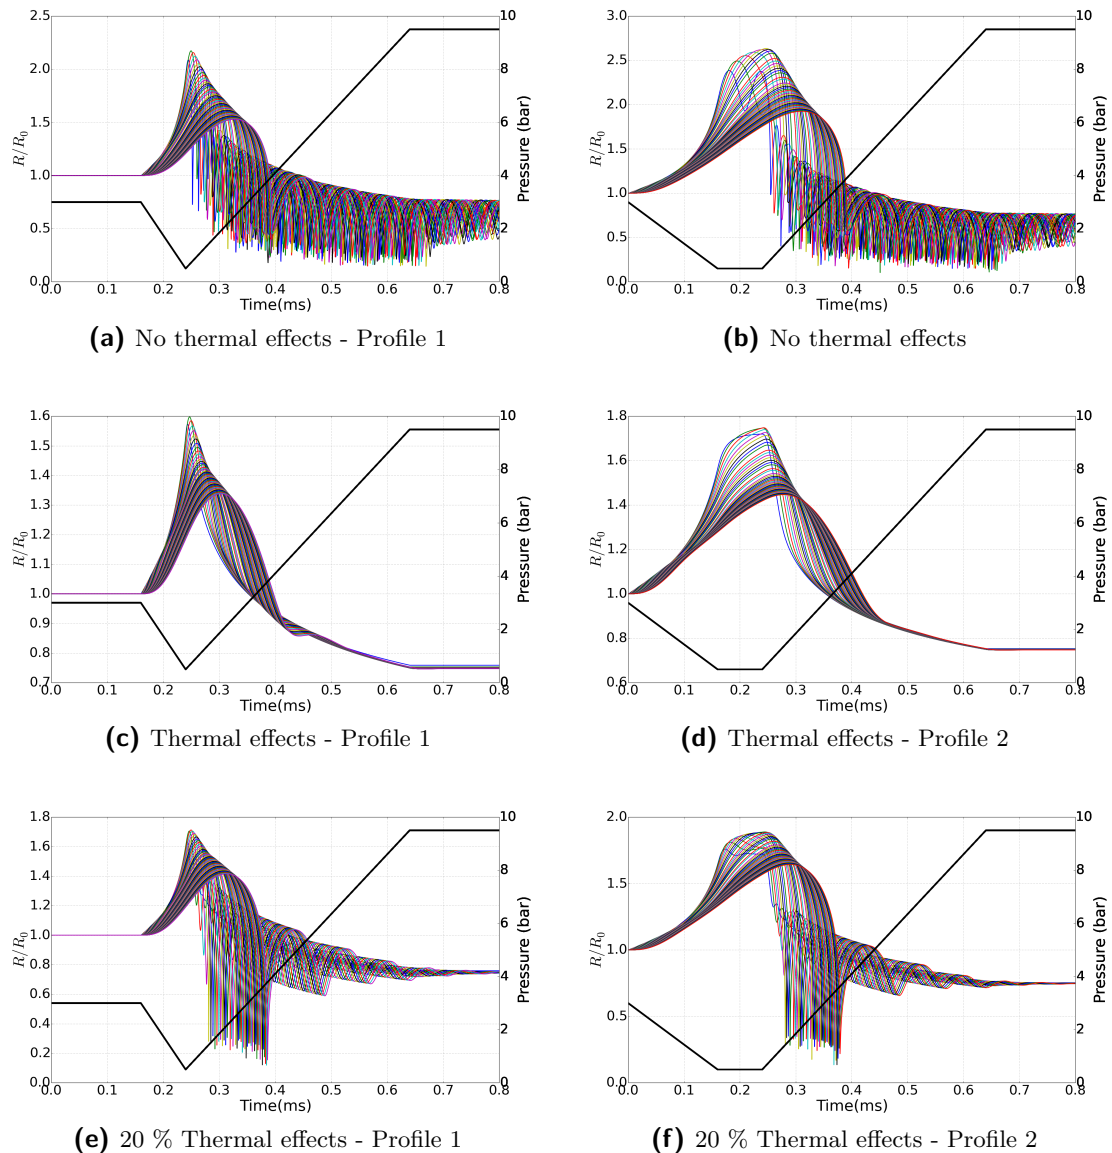 2.5
2.0
1.5
1.0
0.5
0.0
R/R0
10
8
6
4
2
0
Pressure (bar)
0.0 0.1 0.2 0.3 0.4 0.5 0.6 0.7 0.8
Time(ms)
(a) No thermal effects - Profile 1
3.0
2.5
2.0
1.5
1.0
0.5
0.0
R/R0
10
8
6
4
2
0
Pressure (bar)
0.0 0.1 0.2 0.3 0.4 0.5 0.6 0.7 0.8
Time(ms)
(b) No thermal effects
1.6
1.5
1.4
1.3
1.2
1.1
1.0
0.9
0.8
0.7
R/R0
10
8
6
4
2
0
Pressure (bar)
0.0 0.1 0.2 0.3 0.4 0.5 0.6 0.7 0.8
Time(ms)
(c) Thermal effects - Profile 1
1.8
1.6
1.4
1.2
1.0
0.8
0.6
R/R0
10
8
6
4
2
0
Pressure (bar)
0.0 0.1 0.2 0.3 0.4 0.5 0.6 0.7 0.8
Time(ms)
(d) Thermal effects - Profile 2
1.8
1.6
1.4
1.2
1.0
0.8
0.6
0.4
0.2
0.0
R/R0
10
8
6
4
2
0
Pressure (bar)
0.0 0.1 0.2 0.3 0.4 0.5 0.6 0.7 0.8
Time(ms)
(e) 20 % Thermal effects - Profile 1
2.0
1.5
1.0
0.5
0.0
R/R0
10
8
6
4
2
0
Pressure (bar)
0.0 0.1 0.2 0.3 0.4 0.5 0.6 0.7 0.8
Time(ms)
(f) 20 % Thermal effects - Profile 2